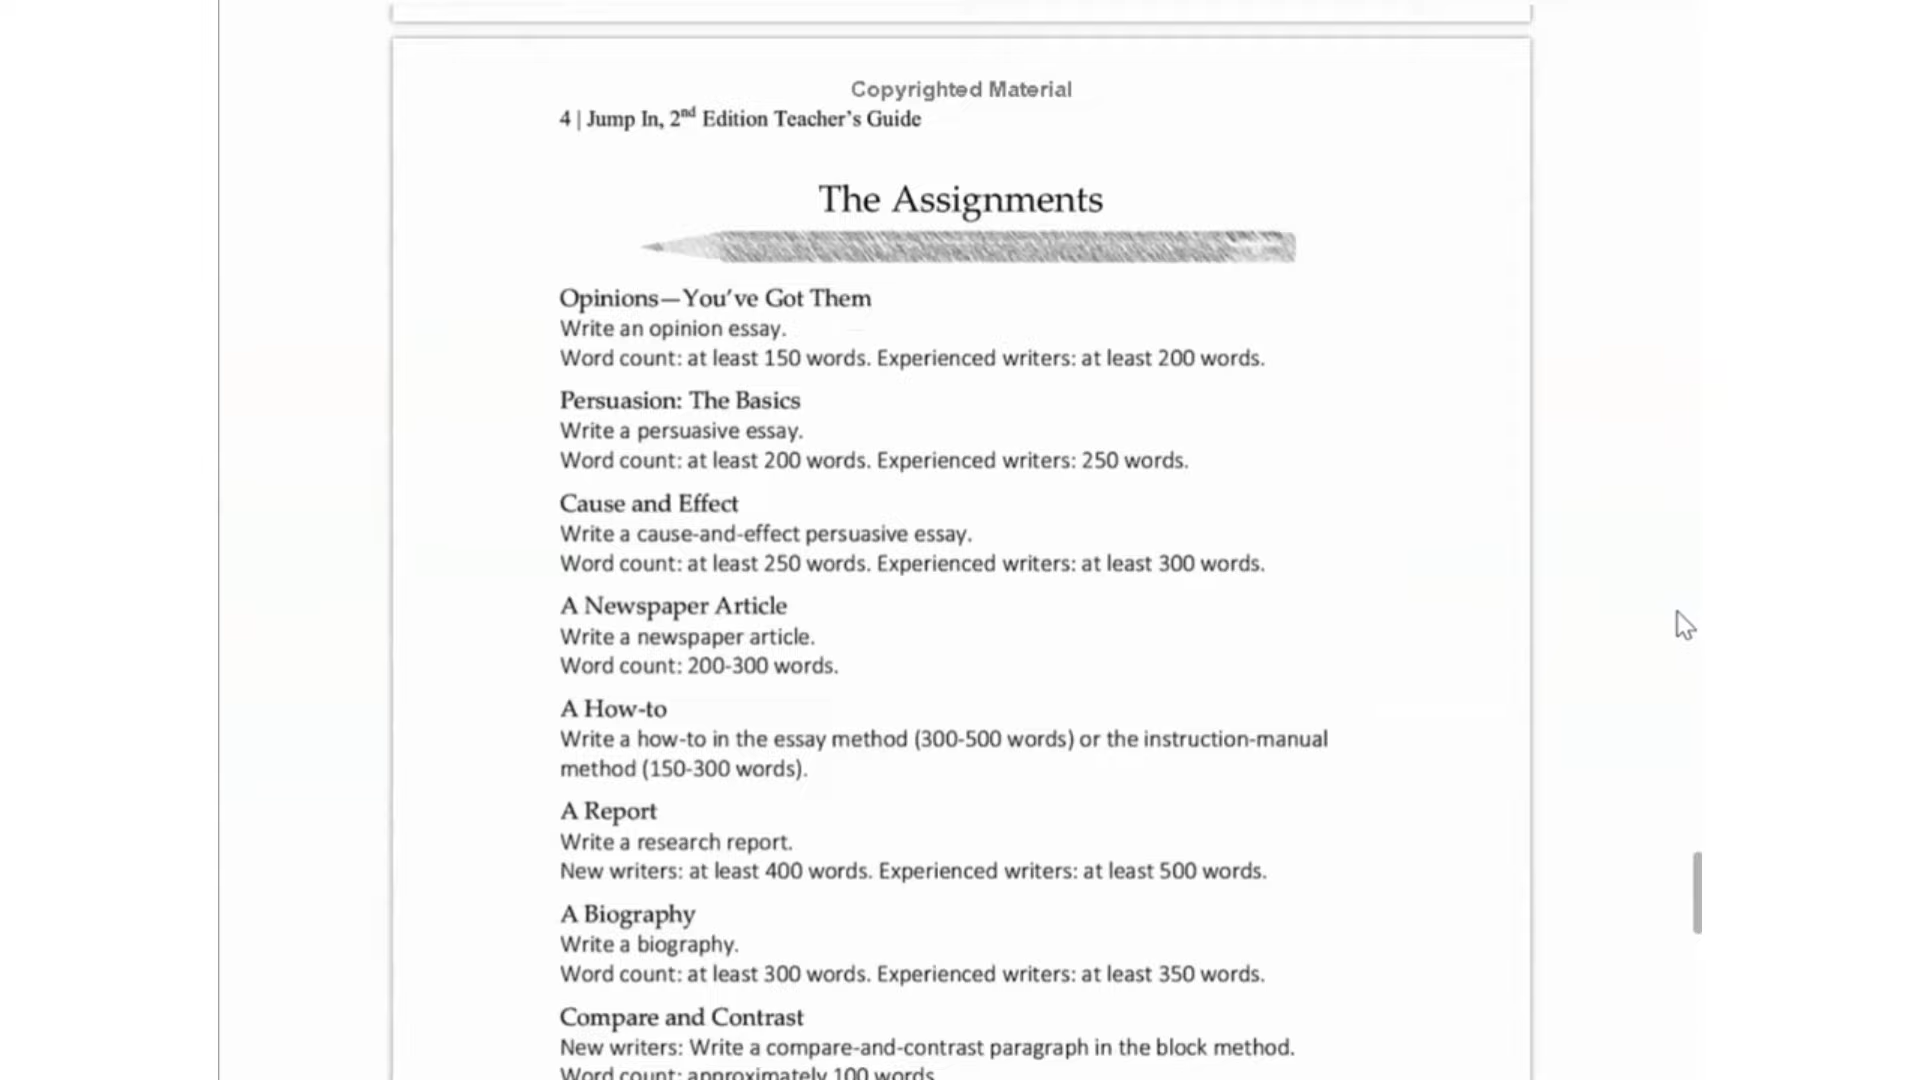 Copyrighted Material
4 | Jump In, 2nd Edition Teacher's Guide
The Assignments
Opinions—You've Got Them
Write an opinion essay.
Word count: at least 150 words. Experienced writers: at least 200 words.
Persuasion: The Basics
Write a persuasive essay.
Word count: at least 200 words. Experienced writers: 250 words.
Cause and Effect
Write a cause-and-effect persuasive essay.
Word count: at least 250 words. Experienced writers: at least 300 words.
A Newspaper Article
Write a newspaper article.
Word count: 200-300 words.
A How-to
Write a how-to in the essay method (300-500 words) or the instruction-manual
method (150-300 words).
A Report
Write a research report.
New writers: at least 400 words. Experienced writers: at least 500 words.
A Biography
Write a biography.
Word count: at least 300 words. Experienced writers: at least 350 words.
Compare and Contrast
New writers: Write a compare-and-contrast paragraph in the block method.
Word count: approximately 100 words